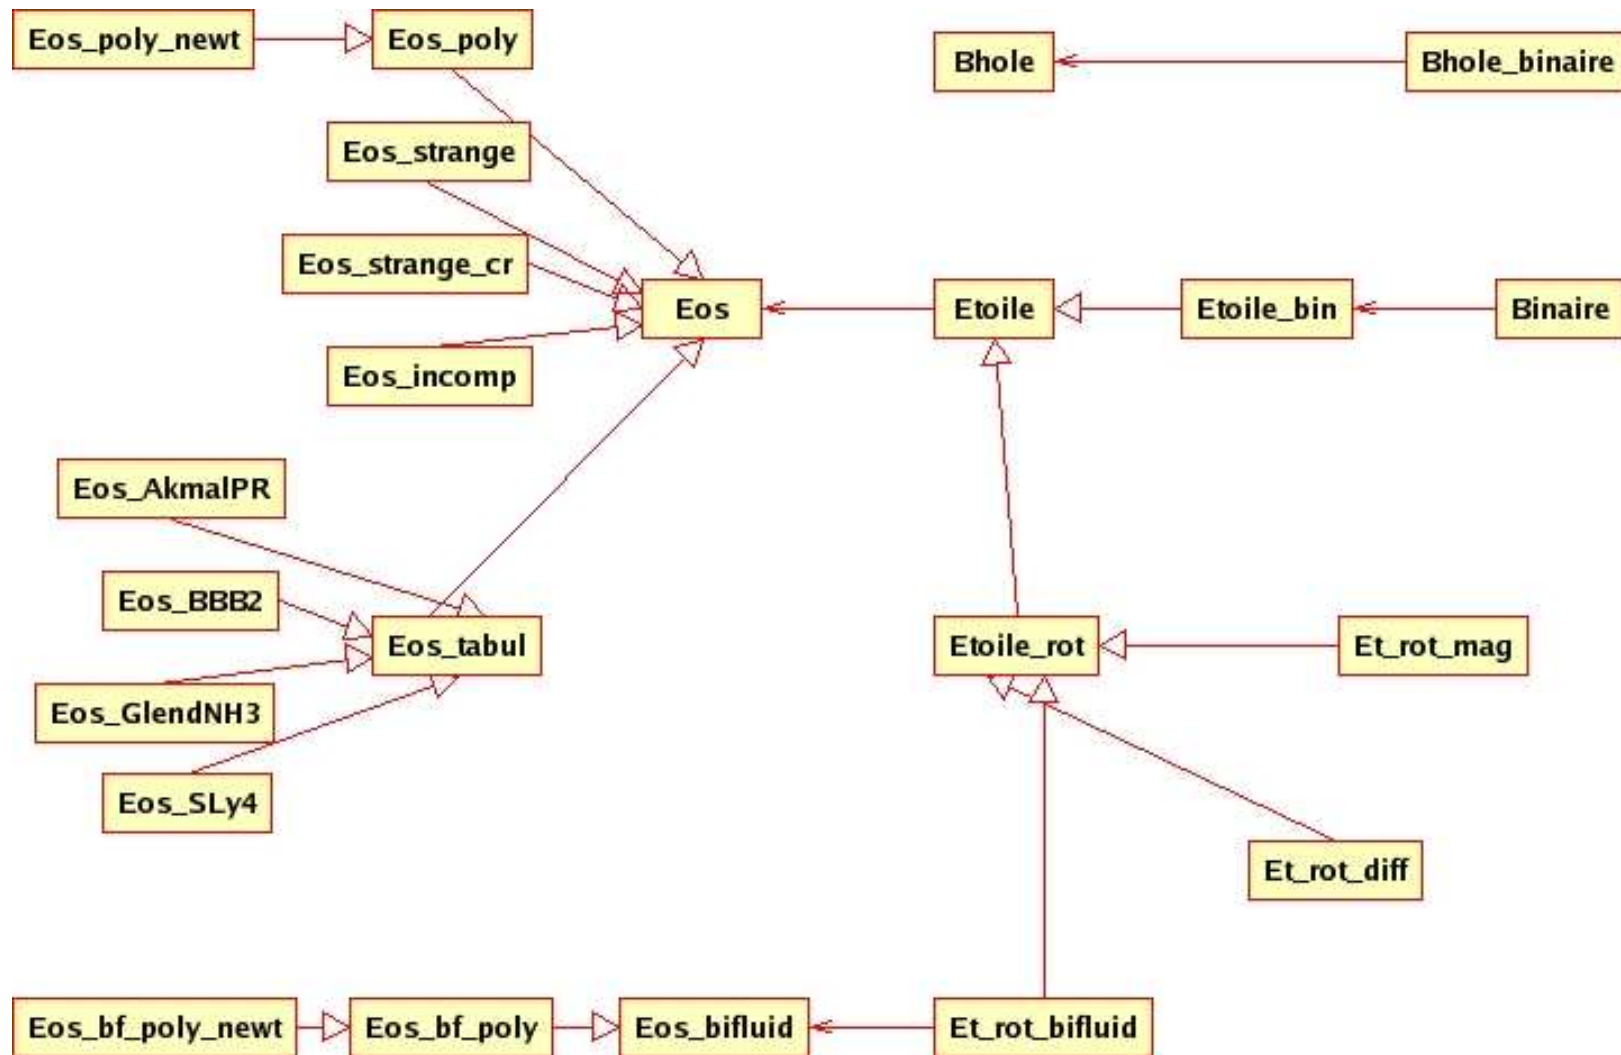 Eos_poly_newt
Eos_poly
Bhole
Bhole_binaire
Eos_strange
Eos_strange_cr
Eos
Etoile
Etoile_bin
Binaire
Eos_incomp
Eos_AkmalPR
Eos_BBB2
Eos_tabul
Etoile_rot
Et_rot_mag
Eos_GlendNH3
Eos_SLy4
Et_rot_diff
Eos_bf_poly_newt
Eos_bf_poly
Eos_bifluid
Et_rot_bifluid